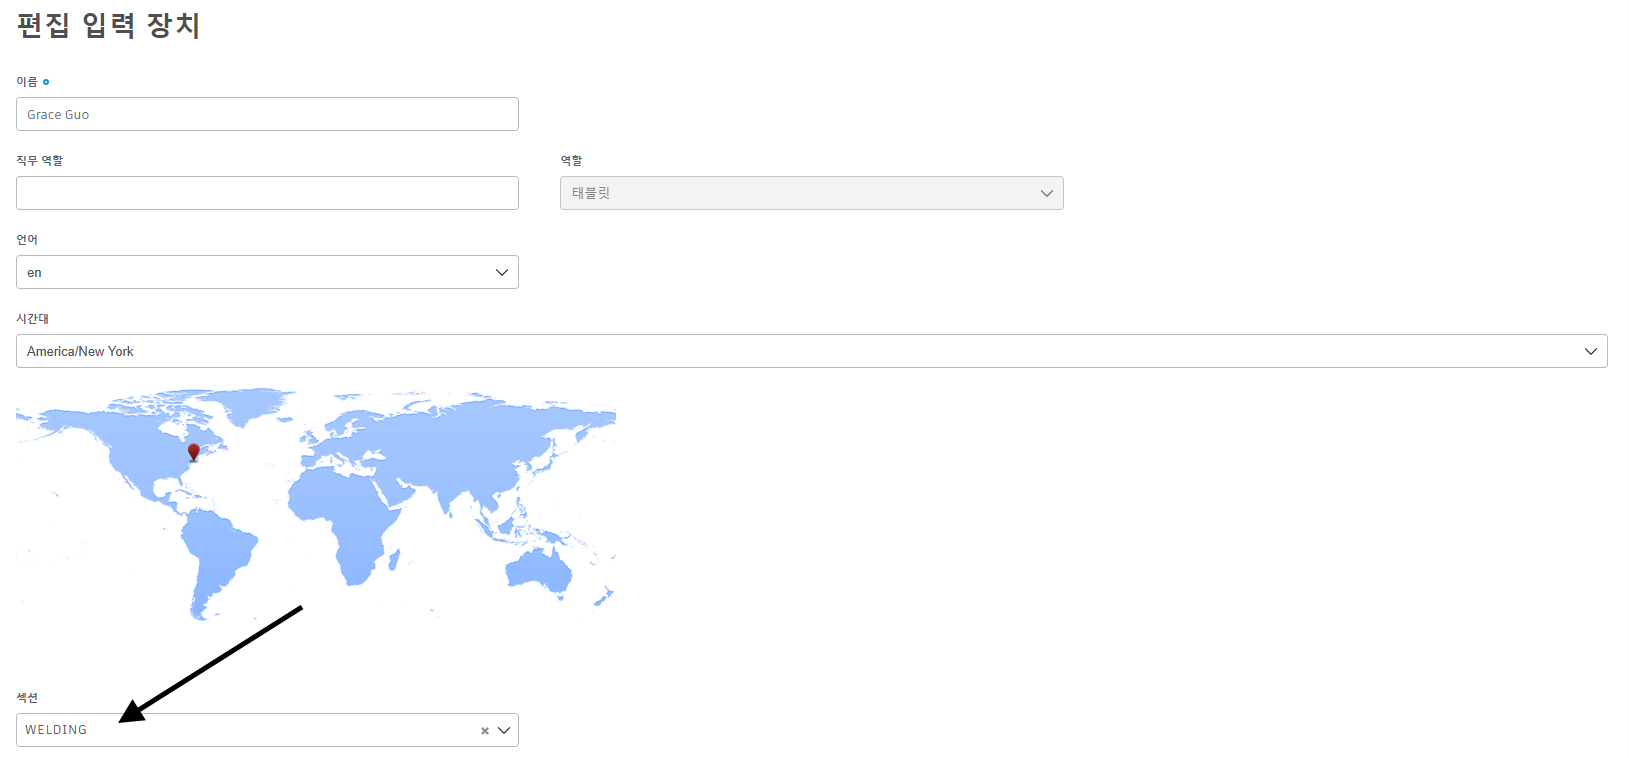 편집 입력 장치
이름
Grace Guo
직무 역할
역할
태블릿
언어
en
시간대
America/New York
섹션
WELDING